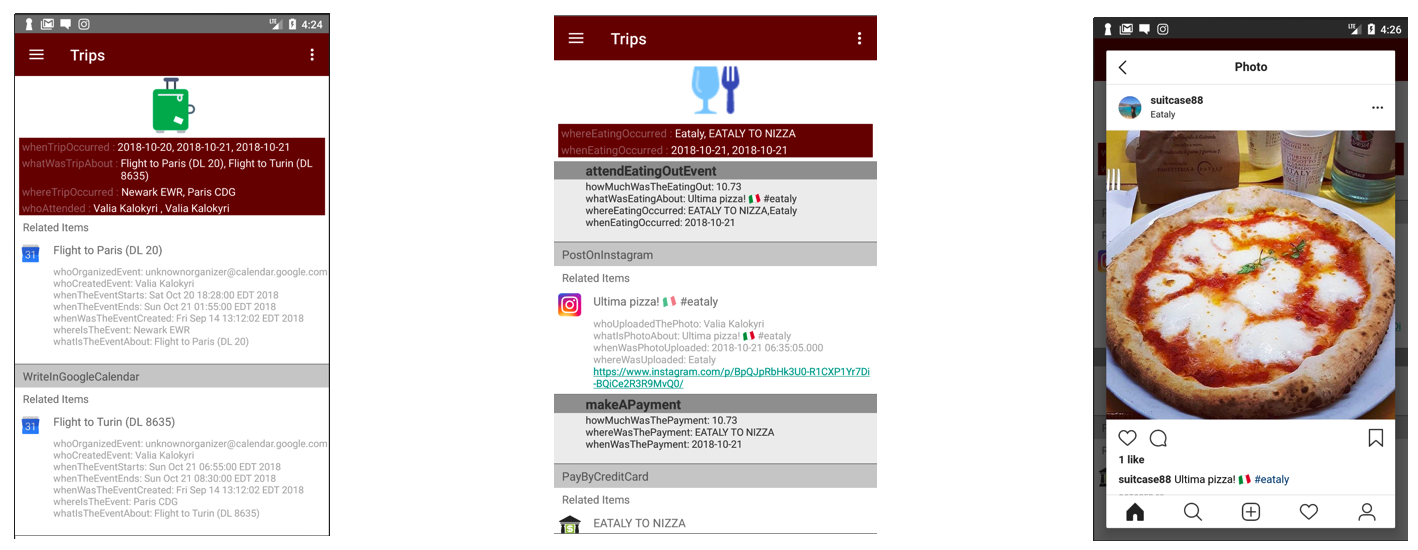 4:24
Trips
whenTripOccurred : 2018-10-20, 2018-10-21, 2018-10-21
whatWasTripAbout : Flight to Paris (DL 20), Flight to Turin (DL
8635)
whereTripOccurred : Newark EWR, Paris CDG
whoAttended : Valia Kalokyri , Valia Kalokyri
Related Items
31
Flight to Paris (DL 20)
whoOrganizedEvent: unknownorganizer@calendar.google.com
whoCreatedEvent: Valia Kalokyri
whenTheEventStarts: Sat Oct 20 18:28:00 EDT 2018
whenTheEventEnds: Sun Oct 21 01:55:00 EDT 2018
whenWasTheEventCreated: Fri Sep 14 13:12:02 EDT 2018
whereIsTheEvent: Newark EWR
whatIsTheEventAbout: Flight to Paris (DL 20)
WriteInGoogleCalendar
Related Items
31
Flight to Turin (DL 8635)
whoOrganizedEvent: unknownorganizer@calendar.google.com
whoCreatedEvent: Valia Kalokyri
whenTheEventStarts: Sun Oct 21 06:55:00 EDT 2018
whenTheEventEnds: Sun Oct 21 08:30:00 EDT 2018
whenWasTheEventCreated: Fri Sep 14 13:12:02 EDT 2018
whereIsTheEvent: Paris CDG
whatIsTheEventAbout: Flight to Turin (DL 8635)
Trips
whereEatingOccurred : Eataly, EATALY TO NIZZA
whenEatingOccurred : 2018-10-21, 2018-10-21
attendEatingOutEvent
howMuchWasTheEatingOut: 10.73
whatWasEatingAbout: Ultima pizza! 🇮🇹 #eataly
whereEatingOccurred: EATALY TO NIZZA,Eataly
whenEatingOccurred: 2018-10-21
PostOnInstagram
Related Items
Ultima pizza! 🇮🇹 #eataly
whoUploadedThePhoto: Valia Kalokyri
whatIsPhotoAbout: Ultima pizza! 🇮🇹 #eataly
whenWasPhotoUploaded: 2018-10-21 06:35:05.000
whereWasUploaded: Eataly
https://www.instagram.com/p/BpQJpRbHk3U0-R1CXP1Yr7Di
-BQiCe2R3R9MvQ0/
makeAPayment
howMuchWasThePayment: 10.73
whereWasThePayment: EATALY TO NIZZA
whenWasThePayment: 2018-10-21
PayByCreditCard
Related Items
EATALY TO NIZZA
LTE 4:26
Photo
suitcase88
Eataly
1 like
suitcase88 Ultima pizza! 🇮🇹 #eataly